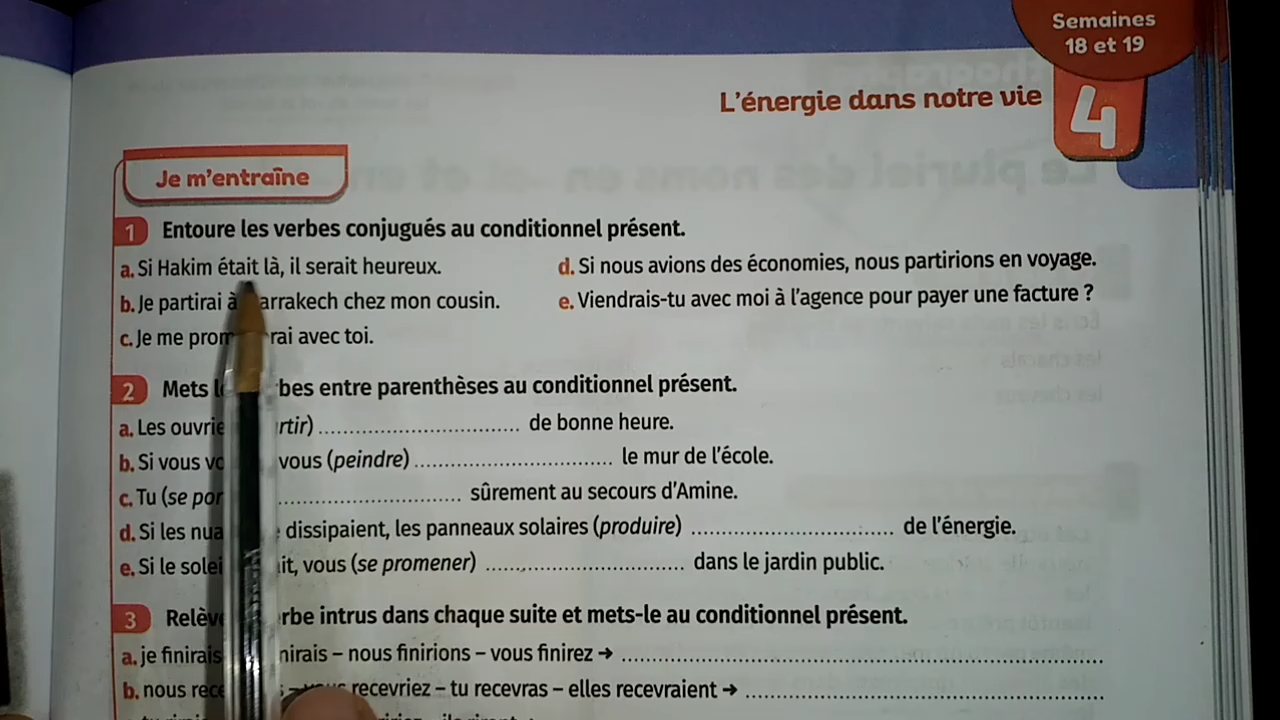 Semaines
18 et 19
L'énergie dans notre vie
4
Je m'entraîne
1 Entoure les verbes conjugués au conditionnel présent.
a. Si Hakim était là, il serait heureux.
d. Si nous avions des économies, nous partirions en voyage.
b. Je partirai à arrakech chez mon cousin.
e. Viendrais-tu avec moi à l'agence pour payer une facture ?
c. Je me prom rai avec toi.
2 Mets bes entre parenthèses au conditionnel présent.
a. Les ouvrie rtir) .............................. de bonne heure.
b. Si vous vo vous (peindre) .............................. le mur de l'école.
c. Tu (se por .............................. sûrement au secours d'Amine.
d. Si les nua dissipaient, les panneaux solaires (produire) .............................. de l'énergie.
e. Si le solei it, vous (se promener) .............................. dans le jardin public.
3 Relève rbe intrus dans chaque suite et mets-le au conditionnel présent.
a. je finirais nirais – nous finirions – vous finirez → ..............................
b. nous rece recevriez – tu recevras – elles recevraient → ..............................